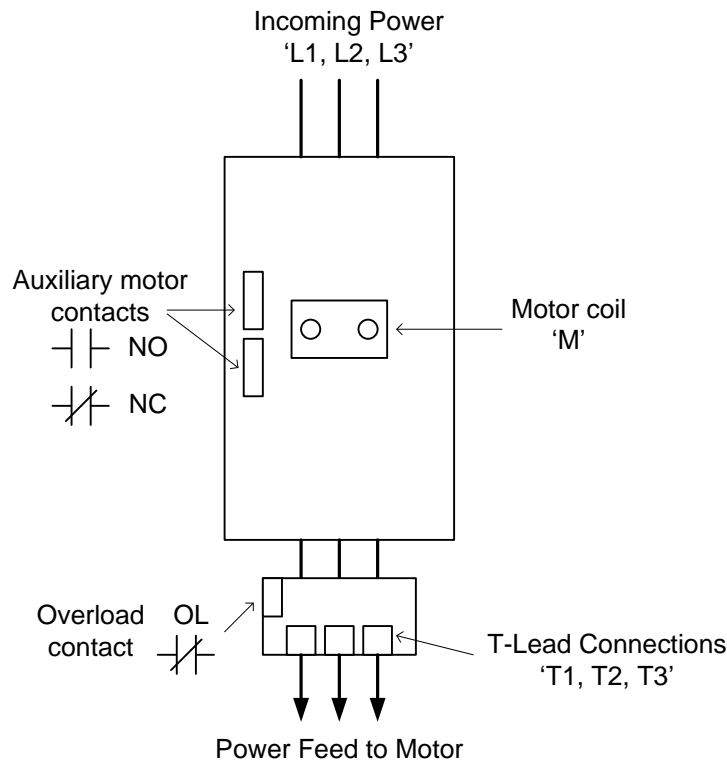 Incoming Power
‘L1, L2, L3’
Auxiliary motor
contacts
NO
NC
Motor coil
‘M’
Overload
contact
OL
T-Lead Connections
‘T1, T2, T3’
Power Feed to Motor